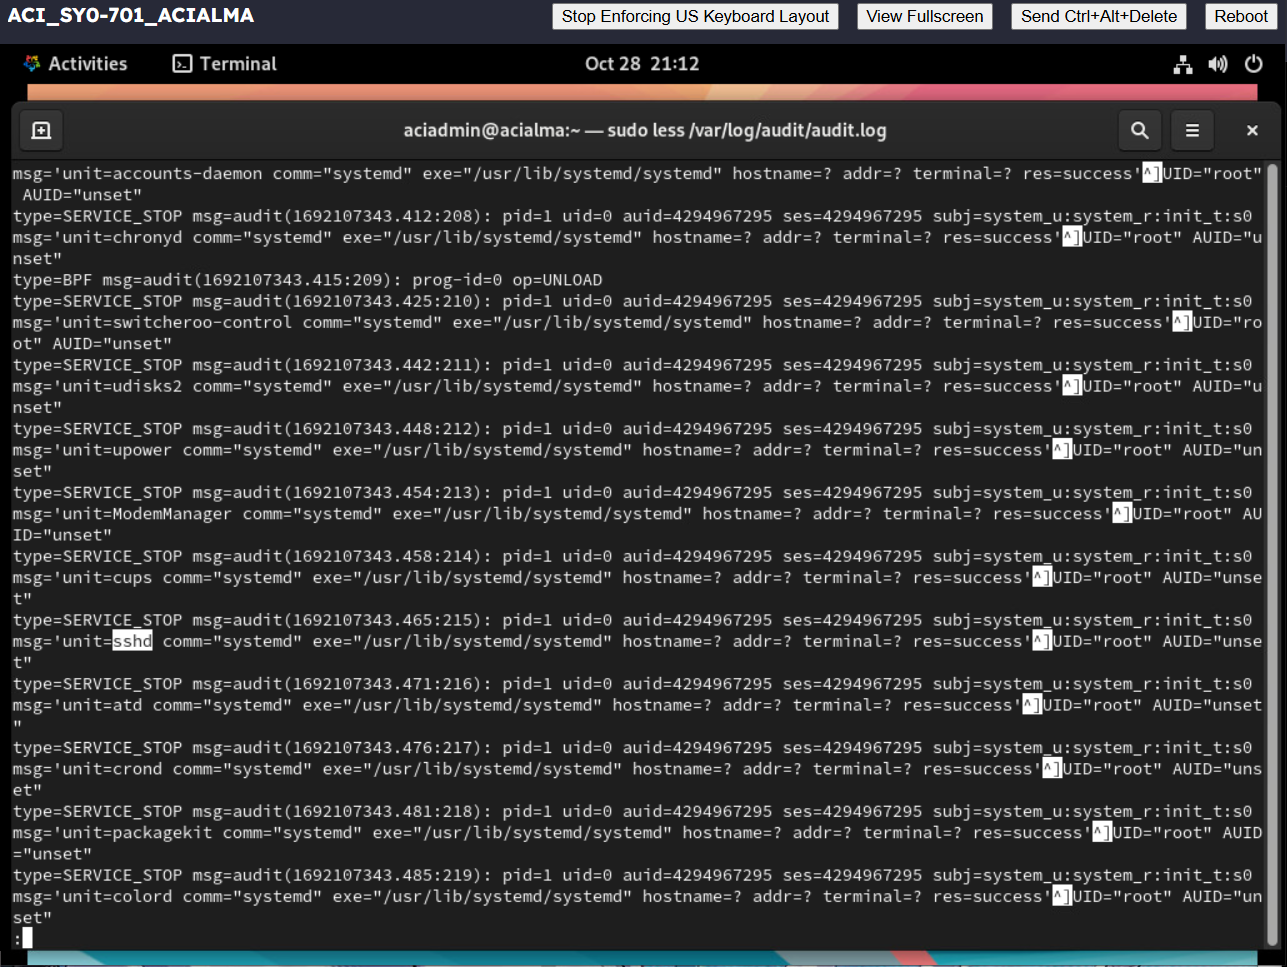 ACI_SY0-701_ACIALMA
Stop Enforcing US Keyboard Layout
View Fullscreen
Send Ctrl+Alt+Delete
Reboot
Activities
Terminal
Oct 28 21:12
aciadmin@acialma:~ — sudo less /var/log/audit/audit.log
msg='unit=accounts-daemon comm="systemd" exe="/usr/lib/systemd/systemd" hostname=? addr=? terminal=? res=success'^]UID="root"
AUID="unset"
type=SERVICE_STOP msg=audit(1692107343.412:208): pid=1 uid=0 auid=4294967295 ses=4294967295 subj=system_u:system_r:init_t:s0
msg='unit=chronyd comm="systemd" exe="/usr/lib/systemd/systemd" hostname=? addr=? terminal=? res=success'^]UID="root" AUID="u
nset"
type=BPF msg=audit(1692107343.415:209): prog-id=0 op=UNLOAD
type=SERVICE_STOP msg=audit(1692107343.425:210): pid=1 uid=0 auid=4294967295 ses=4294967295 subj=system_u:system_r:init_t:s0
msg='unit=switcheroo-control comm="systemd" exe="/usr/lib/systemd/systemd" hostname=? addr=? terminal=? res=success'^]UID="ro
ot" AUID="unset"
type=SERVICE_STOP msg=audit(1692107343.442:211): pid=1 uid=0 auid=4294967295 ses=4294967295 subj=system_u:system_r:init_t:s0
msg='unit=udisks2 comm="systemd" exe="/usr/lib/systemd/systemd" hostname=? addr=? terminal=? res=success'^]UID="root" AUID="u
nset"
type=SERVICE_STOP msg=audit(1692107343.448:212): pid=1 uid=0 auid=4294967295 ses=4294967295 subj=system_u:system_r:init_t:s0
msg='unit=upower comm="systemd" exe="/usr/lib/systemd/systemd" hostname=? addr=? terminal=? res=success'^]UID="root" AUID="un
set"
type=SERVICE_STOP msg=audit(1692107343.454:213): pid=1 uid=0 auid=4294967295 ses=4294967295 subj=system_u:system_r:init_t:s0
msg='unit=ModemManager comm="systemd" exe="/usr/lib/systemd/systemd" hostname=? addr=? terminal=? res=success'^]UID="root" AU
ID="unset"
type=SERVICE_STOP msg=audit(1692107343.458:214): pid=1 uid=0 auid=4294967295 ses=4294967295 subj=system_u:system_r:init_t:s0
msg='unit=cups comm="systemd" exe="/usr/lib/systemd/systemd" hostname=? addr=? terminal=? res=success'^]UID="root" AUID="unse
t"
type=SERVICE_STOP msg=audit(1692107343.465:215): pid=1 uid=0 auid=4294967295 ses=4294967295 subj=system_u:system_r:init_t:s0
msg='unit=sshd comm="systemd" exe="/usr/lib/systemd/systemd" hostname=? addr=? terminal=? res=success'^]UID="root" AUID="unse
t"
type=SERVICE_STOP msg=audit(1692107343.471:216): pid=1 uid=0 auid=4294967295 ses=4294967295 subj=system_u:system_r:init_t:s0
msg='unit=atd comm="systemd" exe="/usr/lib/systemd/systemd" hostname=? addr=? terminal=? res=success'^]UID="root" AUID="unset
"
type=SERVICE_STOP msg=audit(1692107343.476:217): pid=1 uid=0 auid=4294967295 ses=4294967295 subj=system_u:system_r:init_t:s0
msg='unit=crond comm="systemd" exe="/usr/lib/systemd/systemd" hostname=? addr=? terminal=? res=success'^]UID="root" AUID="uns
et"
type=SERVICE_STOP msg=audit(1692107343.481:218): pid=1 uid=0 auid=4294967295 ses=4294967295 subj=system_u:system_r:init_t:s0
msg='unit=packagekit comm="systemd" exe="/usr/lib/systemd/systemd" hostname=? addr=? terminal=? res=success'^]UID="root" AUID
="unset"
type=SERVICE_STOP msg=audit(1692107343.485:219): pid=1 uid=0 auid=4294967295 ses=4294967295 subj=system_u:system_r:init_t:s0
msg='unit=colord comm="systemd" exe="/usr/lib/systemd/systemd" hostname=? addr=? terminal=? res=success'^]UID="root" AUID="un
set"
: